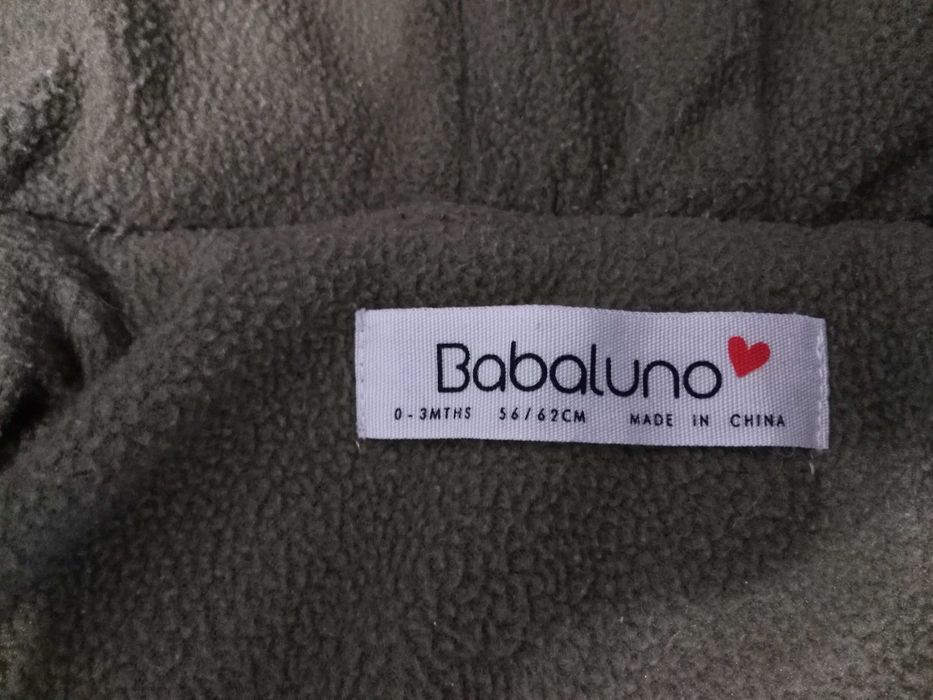 Babaluno
0 - 3MTHS 56/62CM MADE IN CHINA